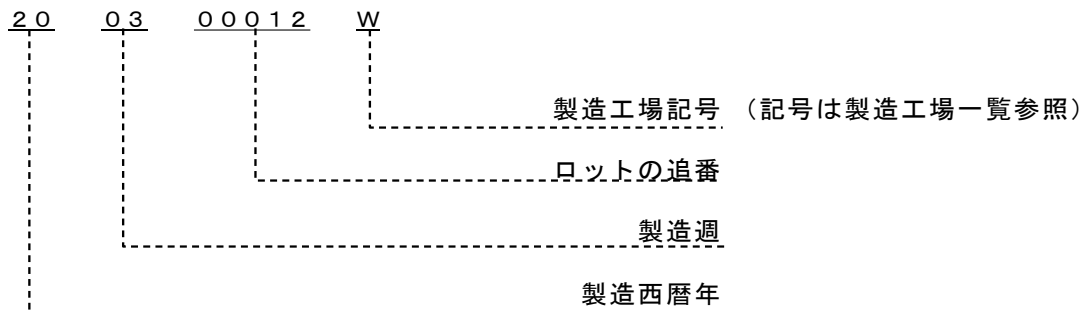 ２０　０３　０００１２　Ｗ
製造工場記号　（記号は製造工場一覧参照）
ロットの追番
製造週
製造西暦年